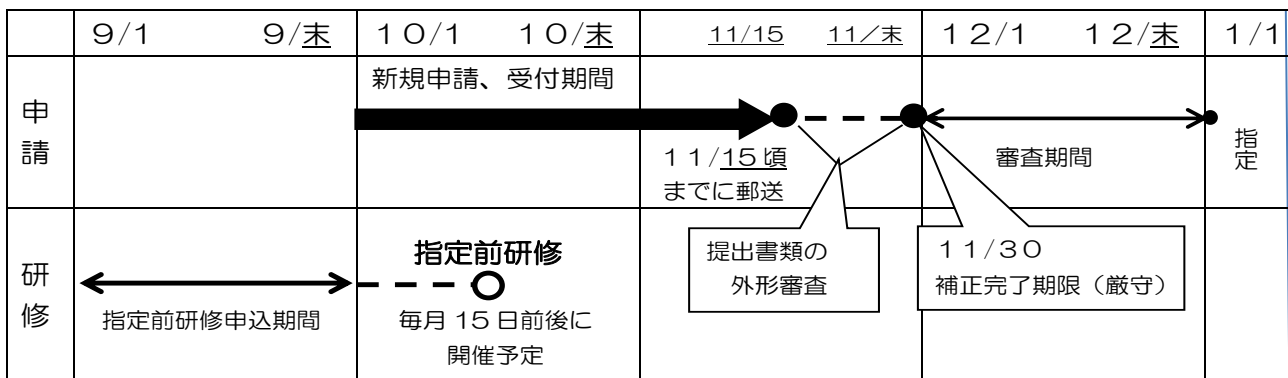 ９/１ ９/末 １０/１ １０/末 11/15 11／末 １２/１ １２/末 １/１
申請
新規申請、受付期間
１１/15頃
までに郵送
審査期間
指定
提出書類の
外形審査
１１/３０
補正完了期限（厳守）
研修
指定前研修申込期間
指定前研修
毎月15日前後に
開催予定